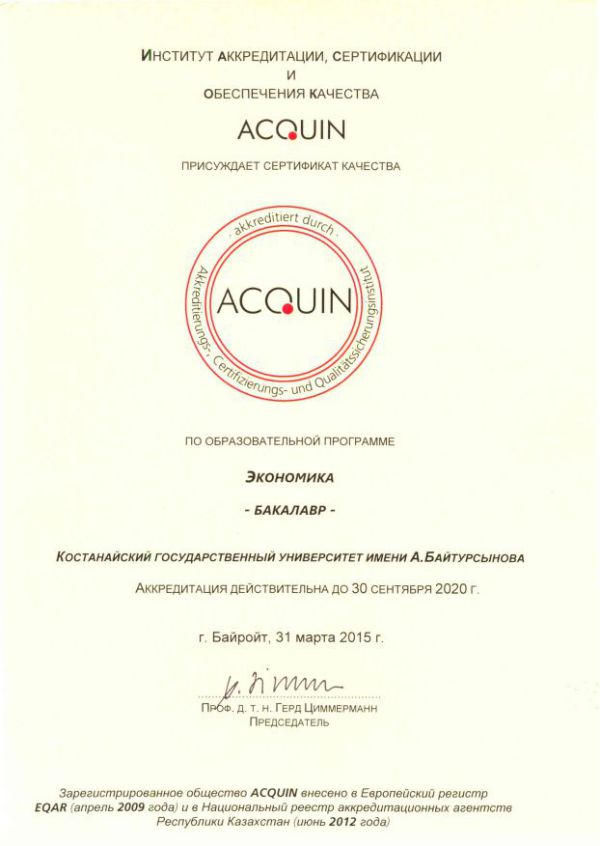 Институт аккредитации, сертификации
и
обеспечения качества
ACQUIN
присуждает сертификат качества
· akkreditiert durch ·
ACQUIN
Akkreditierungs-, Certifizierungs- und Qualitätssicherungsinstitut
по образовательной программе
Экономика
- бакалавр -
Костанайский государственный университет имени А.Байтурсынова
Аккредитация действительна до 30 сентября 2020 г.
г. Байройт, 31 марта 2015 г.
Проф. д. т. н. Герд Циммерманн
Председатель
Зарегистрированное общество ACQUIN внесено в Европейский регистр
EQAR (апрель 2009 года) и в Национальный реестр аккредитационных агентств
Республики Казахстан (июнь 2012 года)